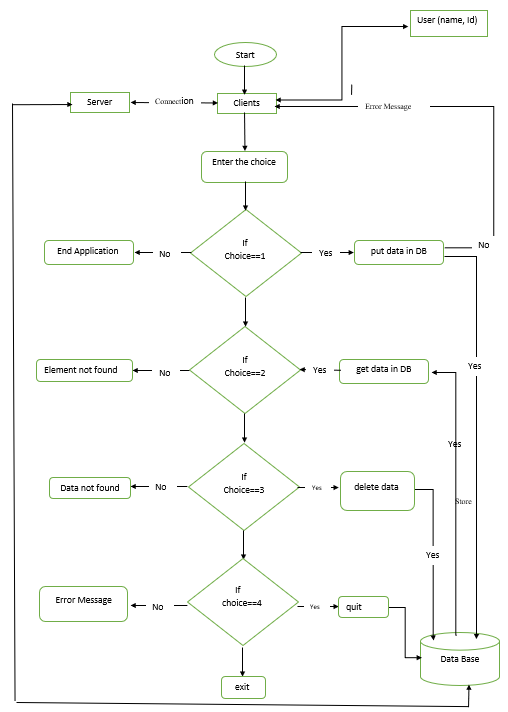 User (name, Id)
Start
Server
Connection
Clients
Error Message
Enter the choice
If
Choice==1
End Application
No
Yes
put data in DB
No
If
Choice==2
Element not found
No
Yes
get data in DB
Yes
Yes
If
Choice==3
Data not found
No
Yes
delete data
Store
Yes
If
choice==4
Error Message
No
Yes
quit
Data Base
exit